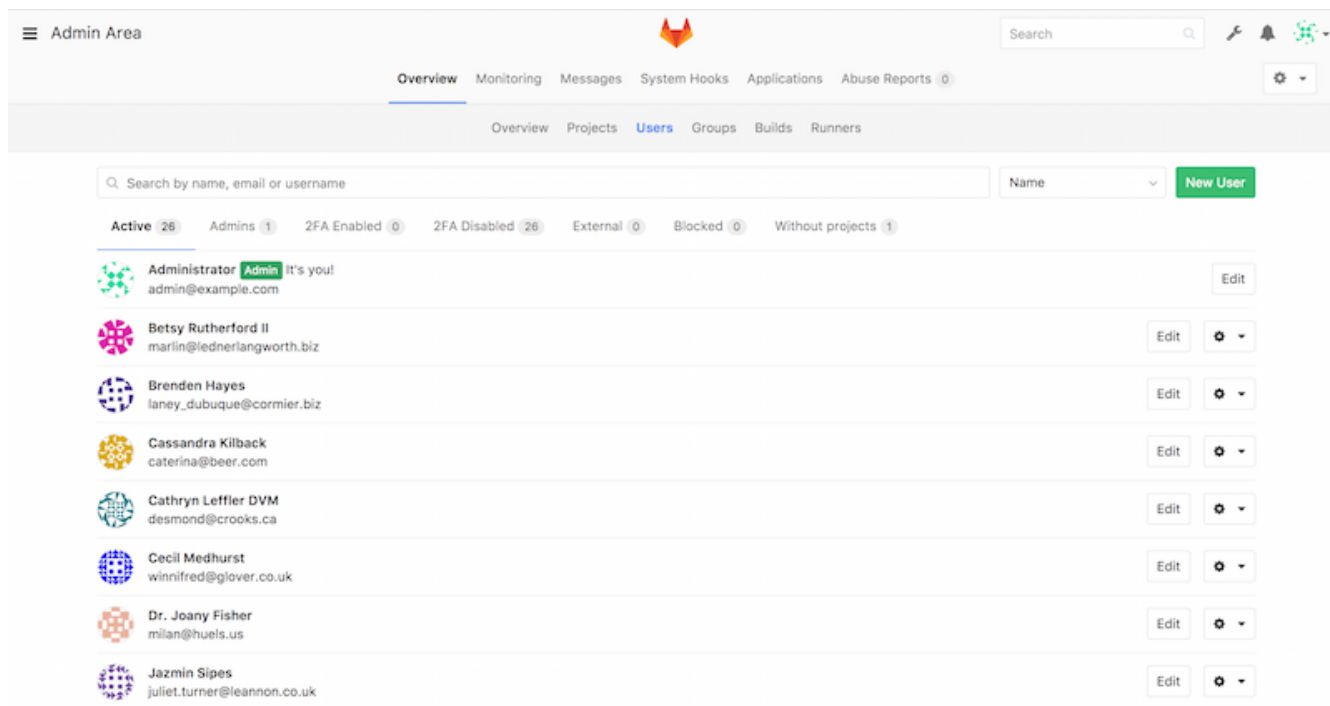 Admin Area
Search
Overview Monitoring Messages System Hooks Applications Abuse Reports 0
Overview Projects Users Groups Builds Runners
Search by name, email or username
Name
New User
Active 26 Admins 1 2FA Enabled 0 2FA Disabled 26 External 0 Blocked 0 Without projects 1
Administrator Admin It's you!
admin@example.com
Edit
Betsy Rutherford II
marlin@lednerlangworth.biz
Edit
Brenden Hayes
laney_dubuque@cormier.biz
Edit
Cassandra Kilback
caterina@beer.com
Edit
Cathryn Leffler DVM
desmond@crooks.ca
Edit
Cecil Medhurst
winnifred@glover.co.uk
Edit
Dr. Joany Fisher
milan@huels.us
Edit
Jazmin Sipes
juliet.turner@leannon.co.uk
Edit